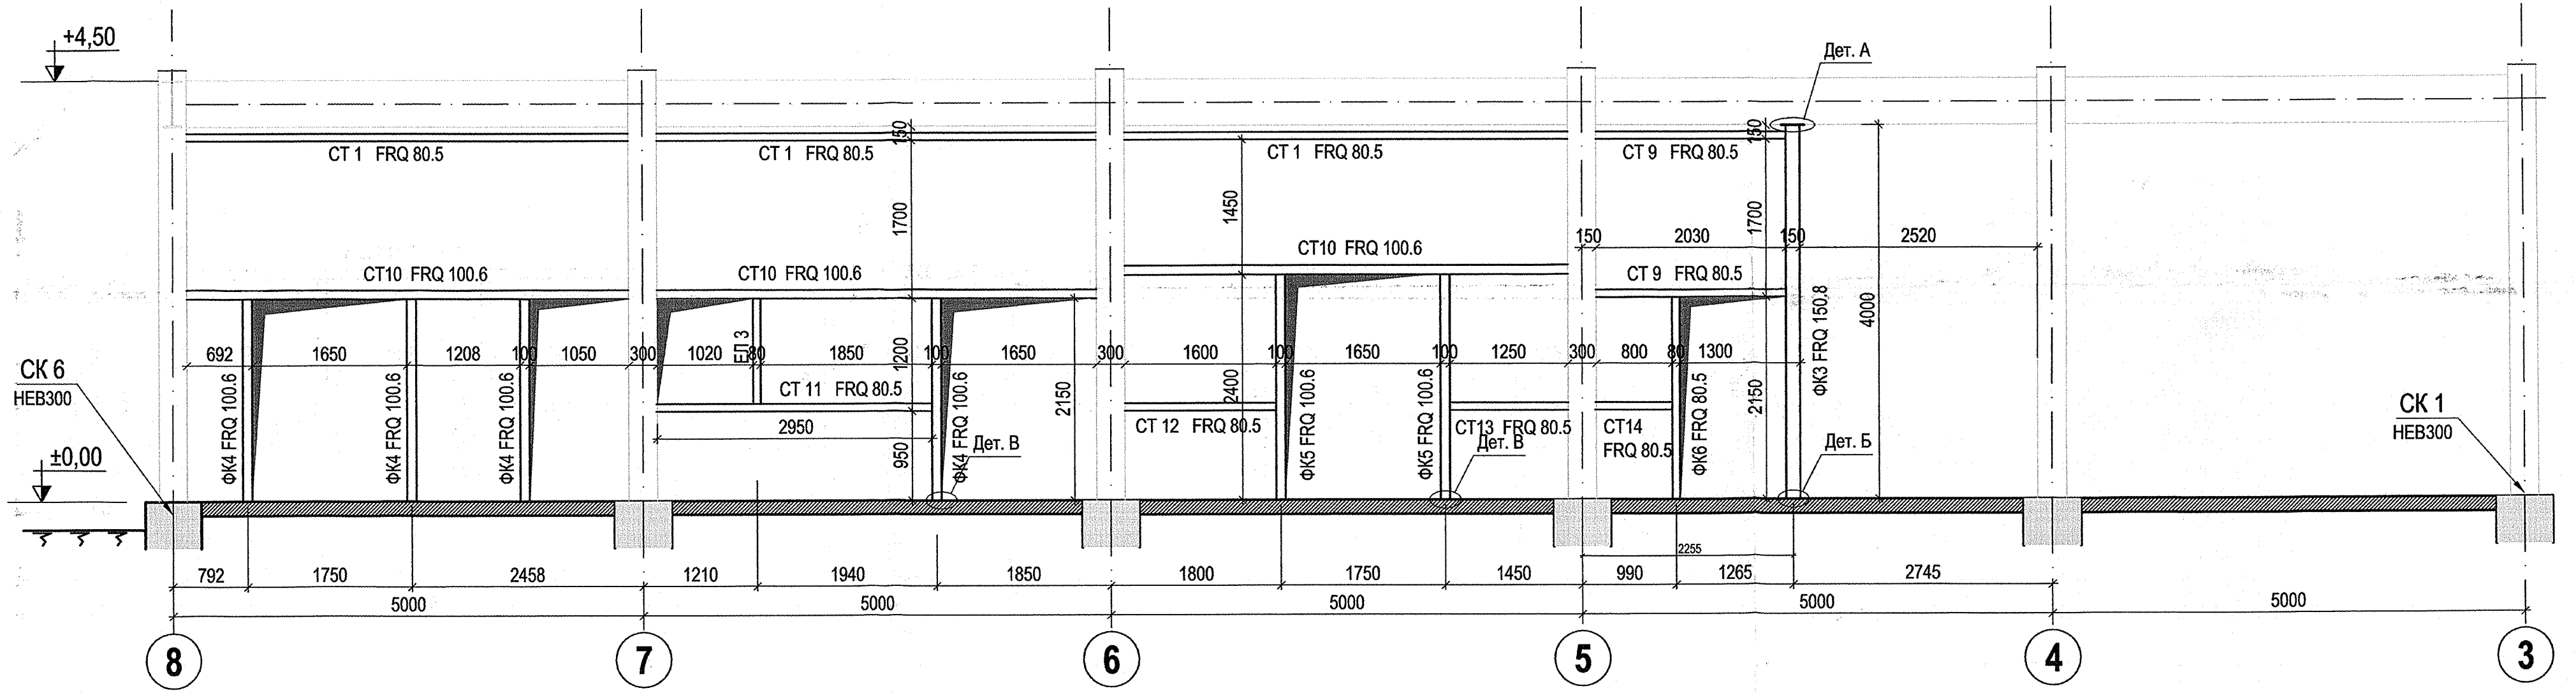 +4,50
Дет. А
150
150
СТ 1 FRQ 80.5
СТ 1 FRQ 80.5
СТ 1 FRQ 80.5
СТ 9 FRQ 80.5
1700
1450
1700
150
2030
150
2520
СТ10 FRQ 100.6
СТ10 FRQ 100.6
СТ10 FRQ 100.6
СТ 9 FRQ 80.5
ФК3 FRQ 150.8
4000
692
1650
1208
100
1050
300
1020
ЕЛ 3
80
1850
1200
100
1650
300
1600
100
1650
100
1250
300
800
80
1300
СК 6
HEB300
ФК4 FRQ 100.6
ФК4 FRQ 100.6
ФК4 FRQ 100.6
СТ 11 FRQ 80.5
ФК4 FRQ 100.6
2150
2400
ФК5 FRQ 100.6
ФК5 FRQ 100.6
ФК6 FRQ 80.5
2150
СК 1
HEB300
2950
950
Дет. В
СТ 12 FRQ 80.5
СТ13 FRQ 80.5
Дет. В
СТ14
FRQ 80.5
Дет. Б
±0,00
2255
792
1750
2458
1210
1940
1850
1800
1750
1450
990
1265
2745
5000
5000
5000
5000
5000
8
7
6
5
4
3